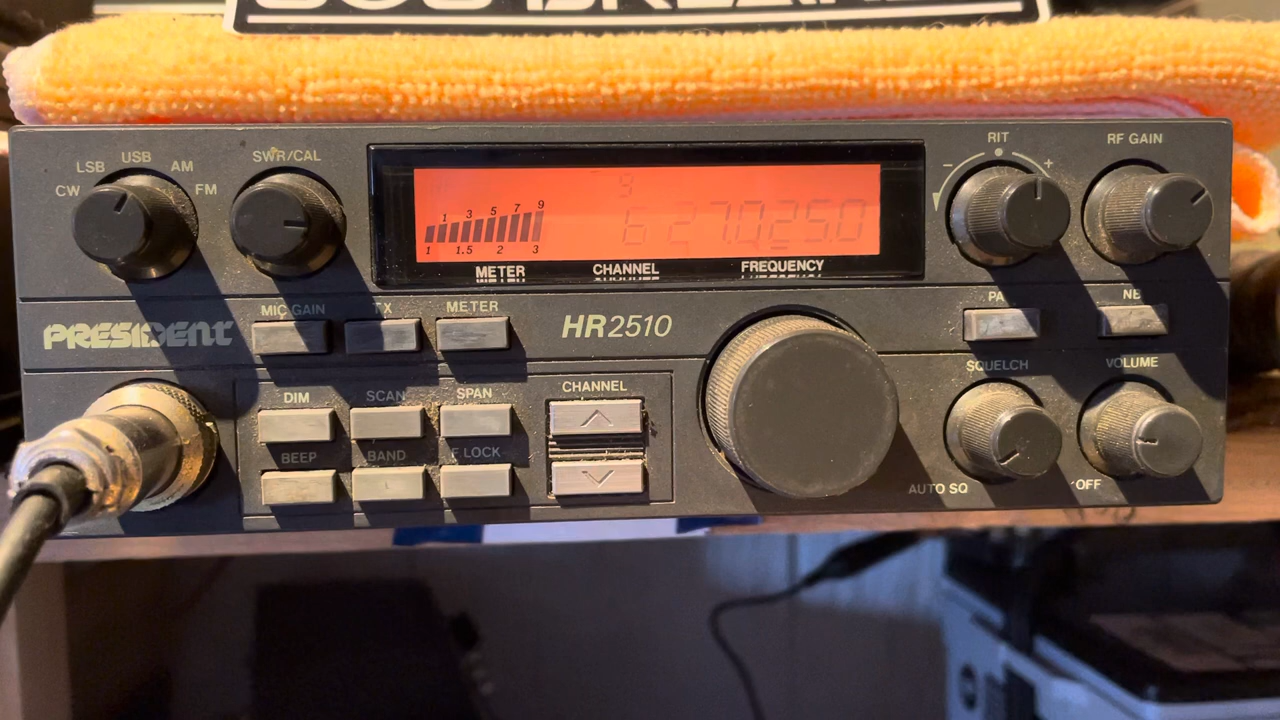 USB
LSB AM
CW FM
SWR/CAL
1 3 5 7 9
1 1.5 2 3
6 27.025.0
METER CHANNEL FREQUENCY
RIT
- +
RF GAIN
PRESIDENT
MIC GAIN TX METER
HR2510
PA NB
DIM SCAN SPAN
BEEP BAND F LOCK
CHANNEL
SQUELCH VOLUME
AUTO SQ OFF